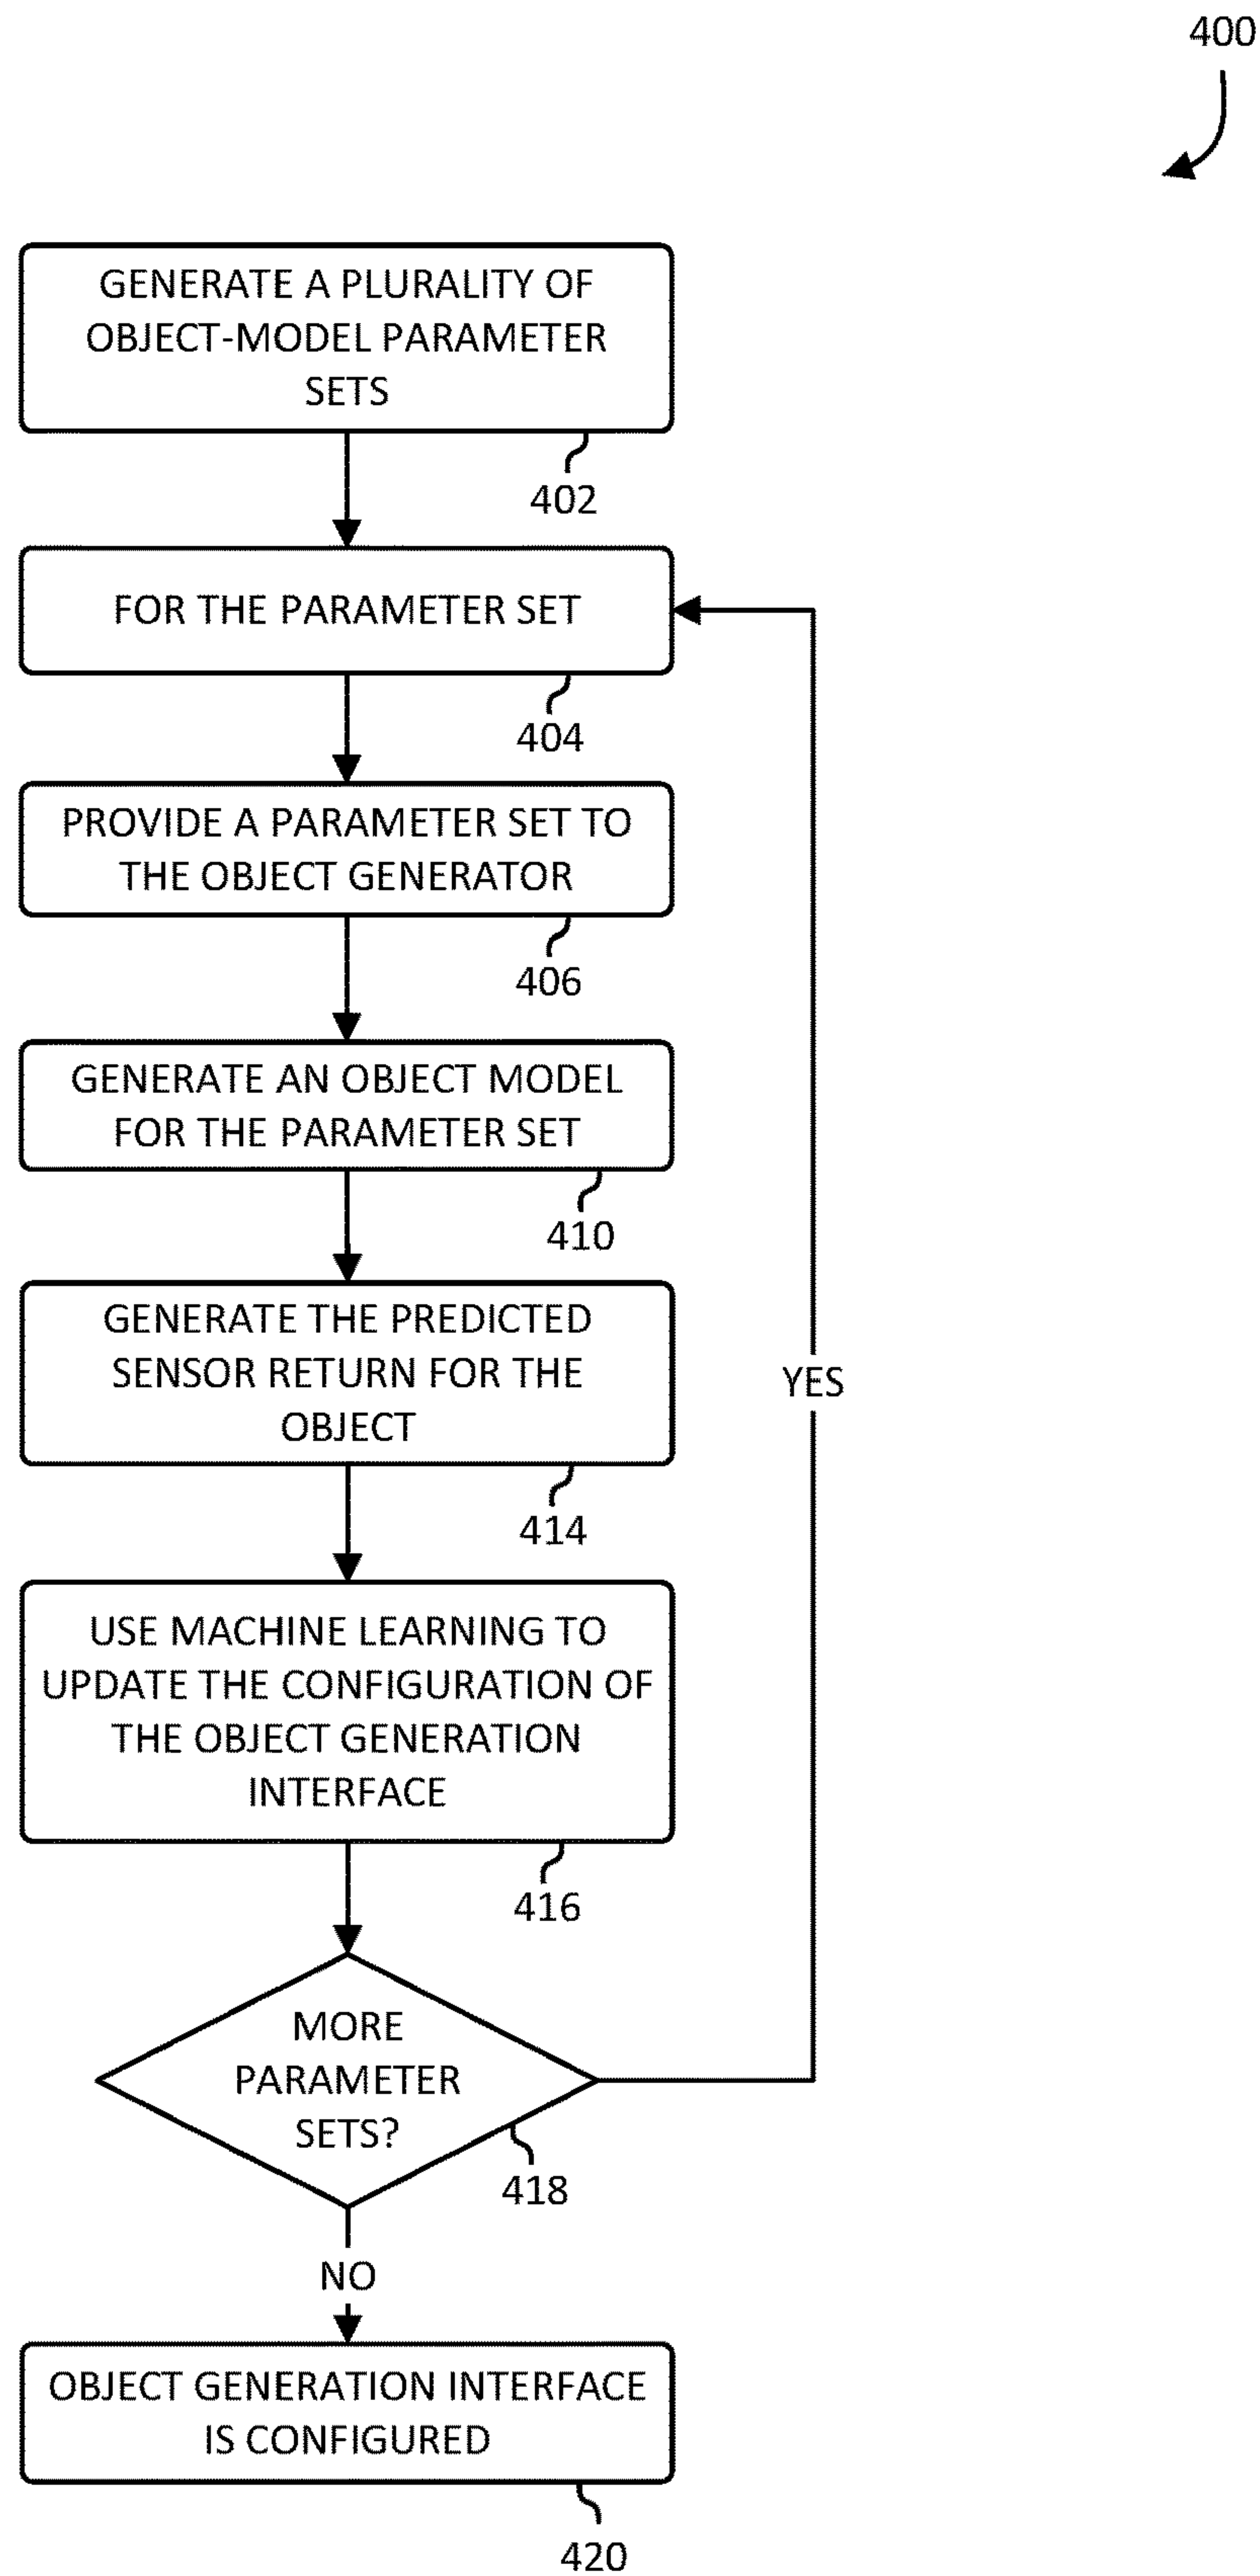 400
GENERATE A PLURALITY OF
OBJECT-MODEL PARAMETER
SETS
402
FOR THE PARAMETER SET
404
PROVIDE A PARAMETER SET TO
THE OBJECT GENERATOR
406
GENERATE AN OBJECT MODEL
FOR THE PARAMETER SET
410
GENERATE THE PREDICTED
SENSOR RETURN FOR THE
OBJECT
YES
414
USE MACHINE LEARNING TO
UPDATE THE CONFIGURATION OF
THE OBJECT GENERATION
INTERFACE
416
MORE
PARAMETER
SETS?
418
NO
OBJECT GENERATION INTERFACE
IS CONFIGURED
420